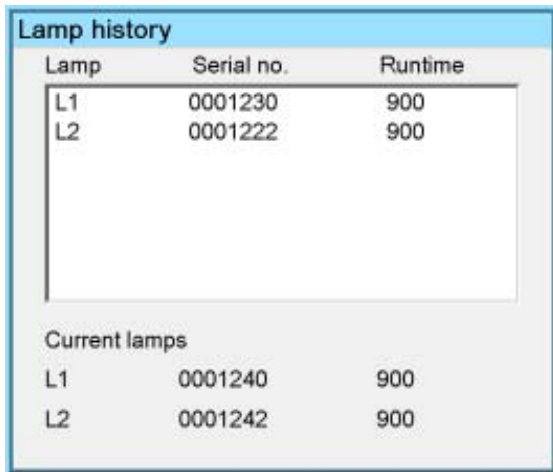 Lamp history
Lamp Serial no. Runtime
L1 0001230 900
L2 0001222 900
Current lamps
L1 0001240 900
L2 0001242 900